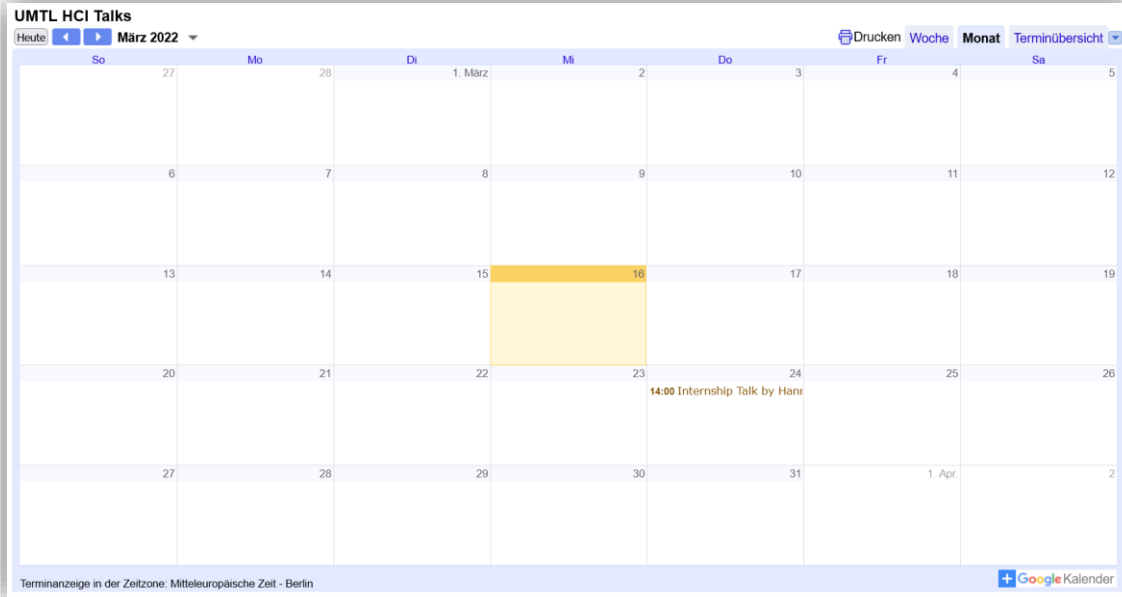 UMTL HCI Talks
Heute März 2022 Drucken Woche Monat Terminübersicht
So Mo Di Mi Do Fr Sa
27 28 1. März 2 3 4 5
6 7 8 9 10 11 12
13 14 15 16 17 18 19
20 21 22 23 24 25 26
14:00 Internship Talk by
27 28 29 30 31 1. Apr. 2
Terminanzeige in der Zeitzone: Mitteleuropäische Zeit - Berlin
Google Kalender